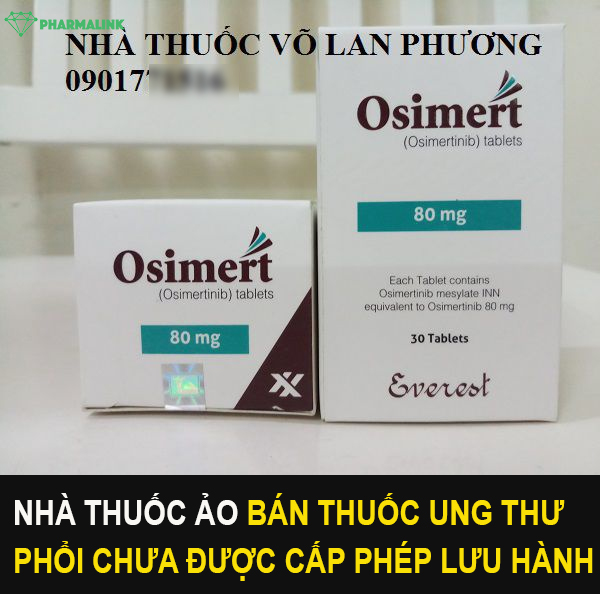 PHARMALINK
NHÀ THUỐC VÕ LAN PHƯƠNG
09017
Osimert
(Osimertinib) tablets
80 mg
Each Tablet contains
Osimertinib mesylate INN
equivalent to Osimertinib 80 mg
30 Tablets
Everest
Osimert
(Osimertinib) tablets
80 mg
NHÀ THUỐC ẢO BÁN THUỐC UNG THƯ
PHỔI CHƯA ĐƯỢC CẤP PHÉP LƯU HÀNH